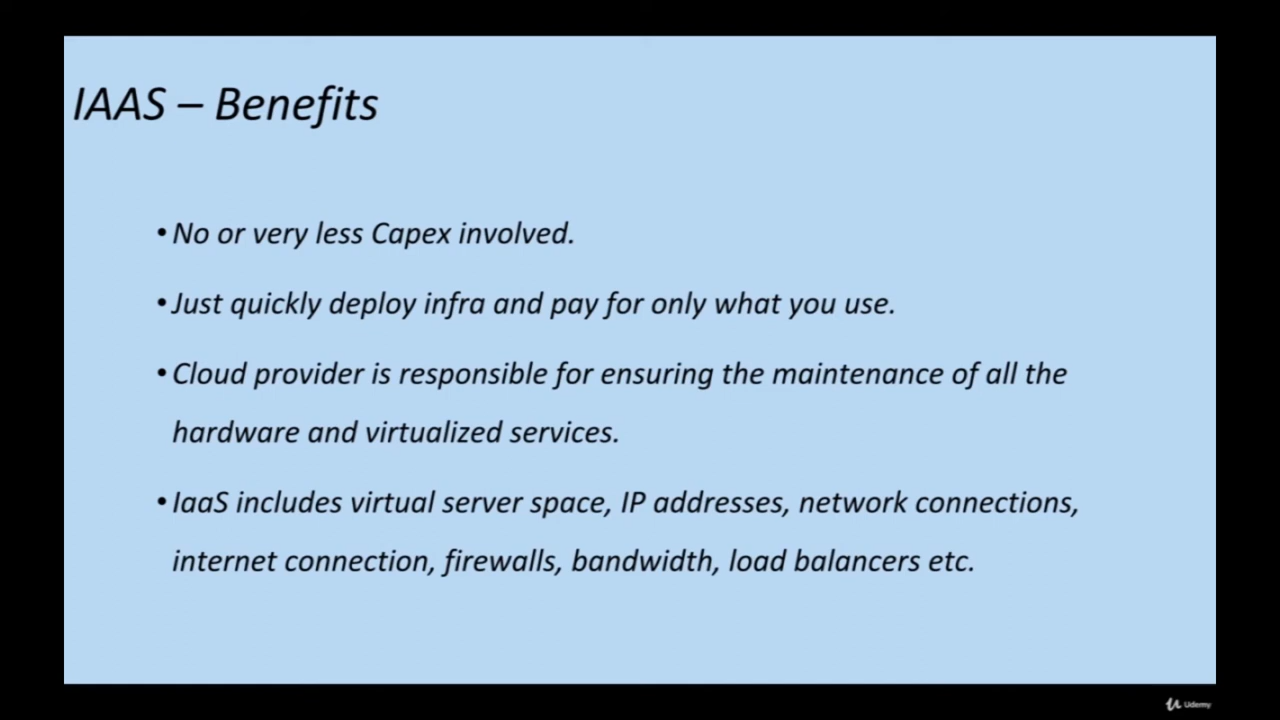 IAAS – Benefits
•No or very less Capex involved.
•Just quickly deploy infra and pay for only what you use.
•Cloud provider is responsible for ensuring the maintenance of all the
hardware and virtualized services.
•IaaS includes virtual server space, IP addresses, network connections,
internet connection, firewalls, bandwidth, load balancers etc.
Udemy